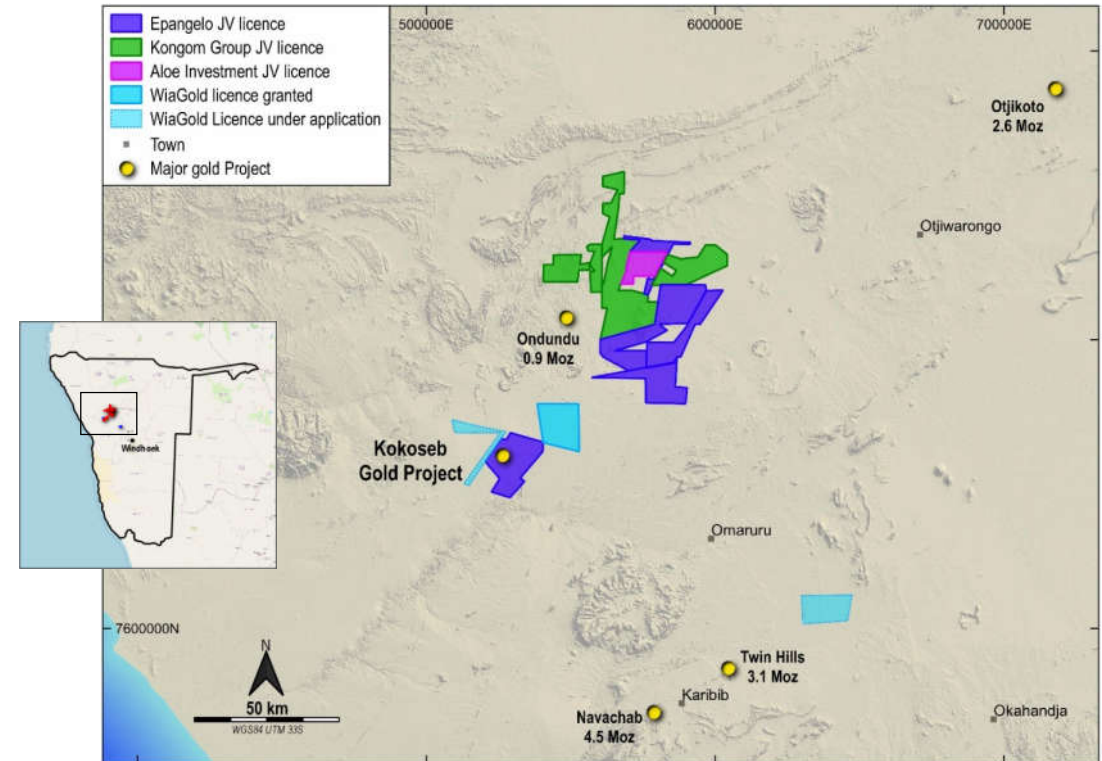 Epangelo JV licence
Kongom Group JV licence
Aloe Investment JV licence
WiaGold licence granted
WiaGold Licence under application
Town
Major gold Project
500000E
600000E
700000E
Otjikoto
2.6 Moz
Otjiwarongo
Ondundu
0.9 Moz
Windhoek
Kokoseb
Gold Project
Omaruru
7600000N
N
50 km
WGS84 UTM 33S
Twin Hills
3.1 Moz
Karibib
Navachab
4.5 Moz
Okahandja